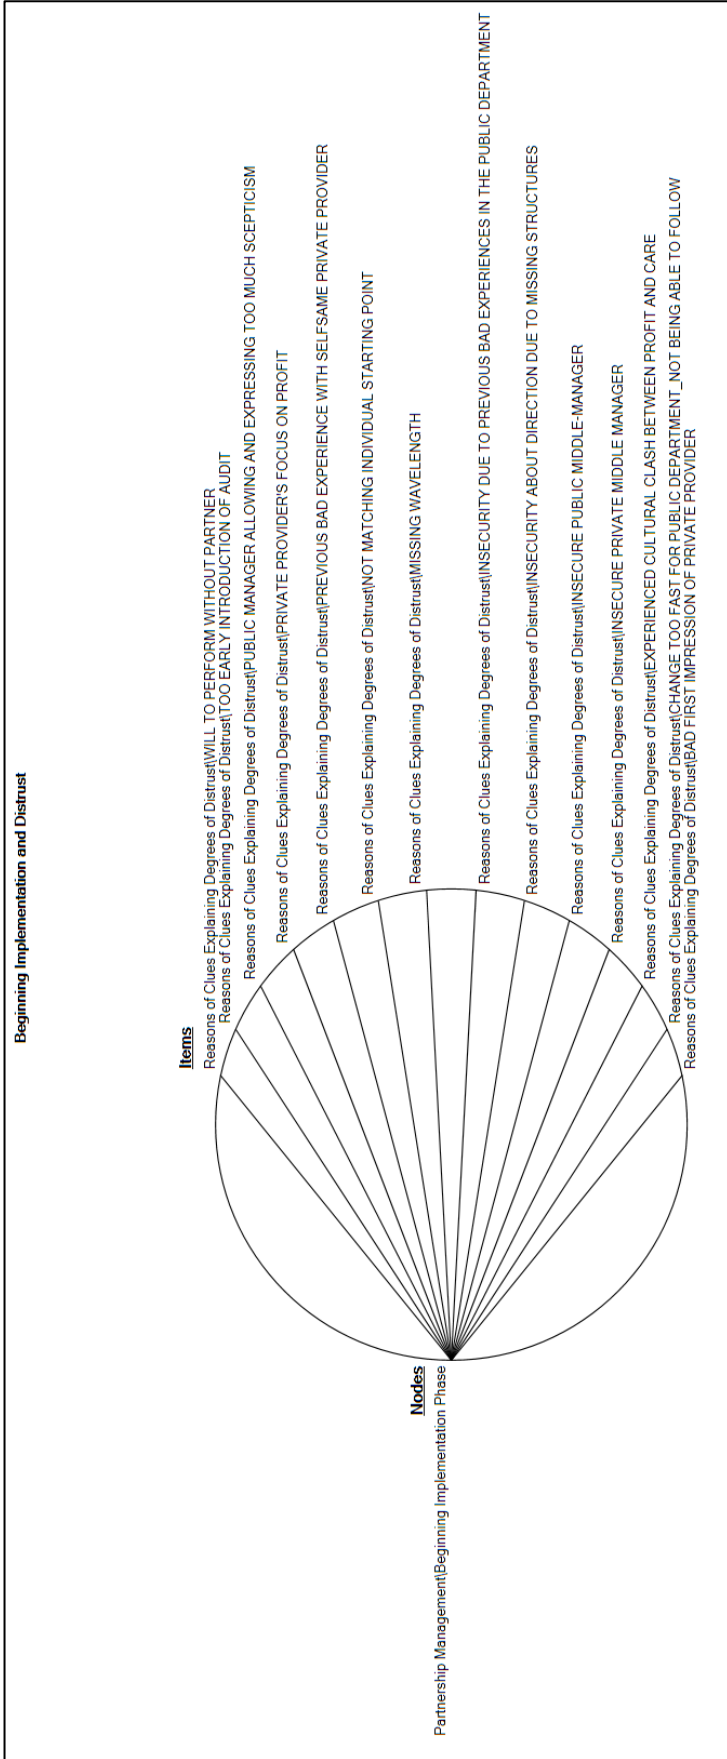 Beginning Implementation and Distrust
Items
Reasons of Clues Explaining Degrees of Distrust\WILL TO PERFORM WITHOUT PARTNER
Reasons of Clues Explaining Degrees of Distrust\TOO EARLY INTRODUCTION OF AUDIT
Reasons of Clues Explaining Degrees of Distrust\PUBLIC MANAGER ALLOWING AND EXPRESSING TOO MUCH SCEPTICISM
Reasons of Clues Explaining Degrees of Distrust\PRIVATE PROVIDER'S FOCUS ON PROFIT
Reasons of Clues Explaining Degrees of Distrust\PREVIOUS BAD EXPERIENCE WITH SELFSAME PRIVATE PROVIDER
Reasons of Clues Explaining Degrees of Distrust\NOT MATCHING INDIVIDUAL STARTING POINT
Reasons of Clues Explaining Degrees of Distrust\MISSING WAVELENGTH
Reasons of Clues Explaining Degrees of Distrust\INSECURITY DUE TO PREVIOUS BAD EXPERIENCES IN THE PUBLIC DEPARTMENT
Reasons of Clues Explaining Degrees of Distrust\INSECURITY ABOUT DIRECTION DUE TO MISSING STRUCTURES
Reasons of Clues Explaining Degrees of Distrust\INSECURE PUBLIC MIDDLE-MANAGER
Reasons of Clues Explaining Degrees of Distrust\INSECURE PRIVATE MIDDLE MANAGER
Reasons of Clues Explaining Degrees of Distrust\EXPERIENCED CULTURAL CLASH BETWEEN PROFIT AND CARE
Reasons of Clues Explaining Degrees of Distrust\CHANGE TOO FAST FOR PUBLIC DEPARTMENT_NOT BEING ABLE TO FOLLOW
Reasons of Clues Explaining Degrees of Distrust\BAD FIRST IMPRESSION OF PRIVATE PROVIDER
Nodes
Partnership Management\Beginning Implementation Phase